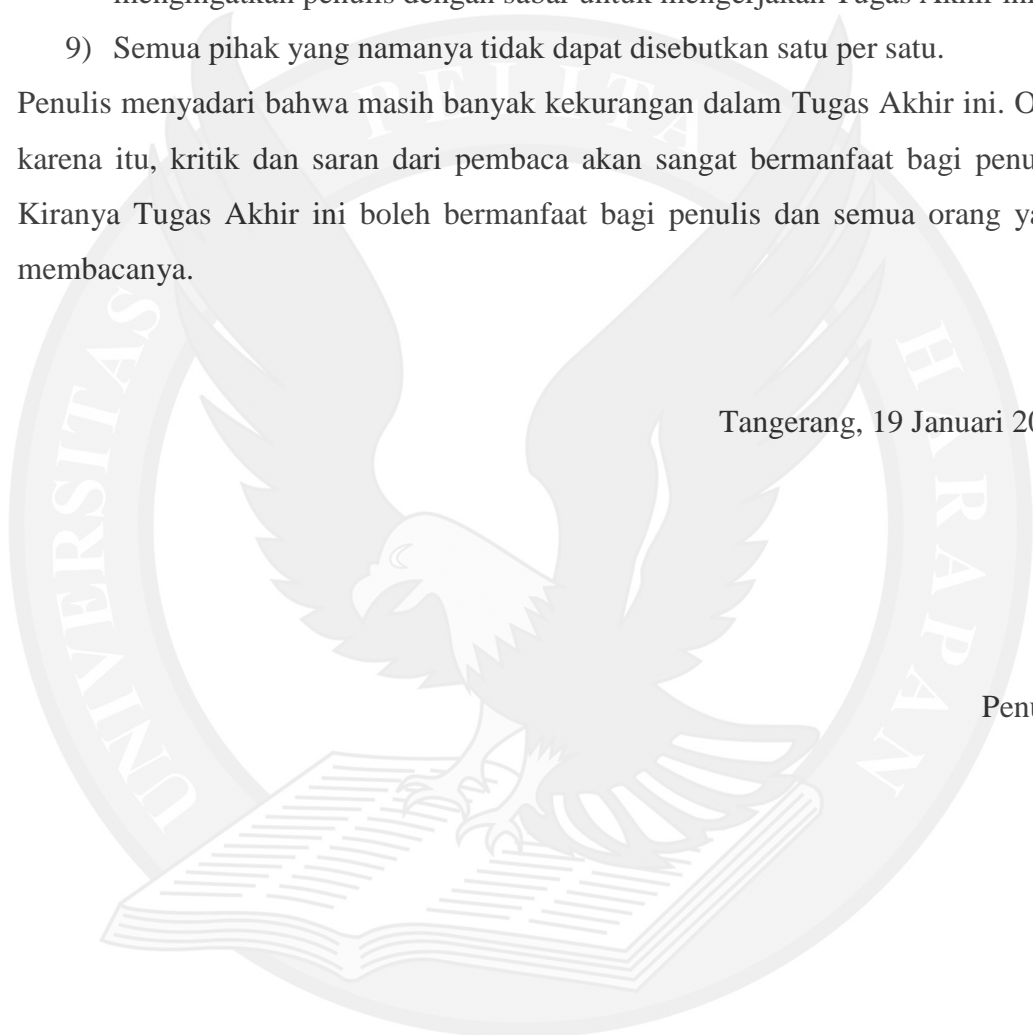 mengingatkan penulis dengan sabar untuk mengerjakan Tugas Akhir ini
9) Semua pihak yang namanya tidak dapat disebutkan satu per satu.
Penulis menyadari bahwa masih banyak kekurangan dalam Tugas Akhir ini. O
karena itu, kritik dan saran dari pembaca akan sangat bermanfaat bagi penu
Kiranya Tugas Akhir ini boleh bermanfaat bagi penulis dan semua orang ya
membacanya.
Tangerang, 19 Januari 20
Penu
UNIVERSITAS PELITA HARAPAN